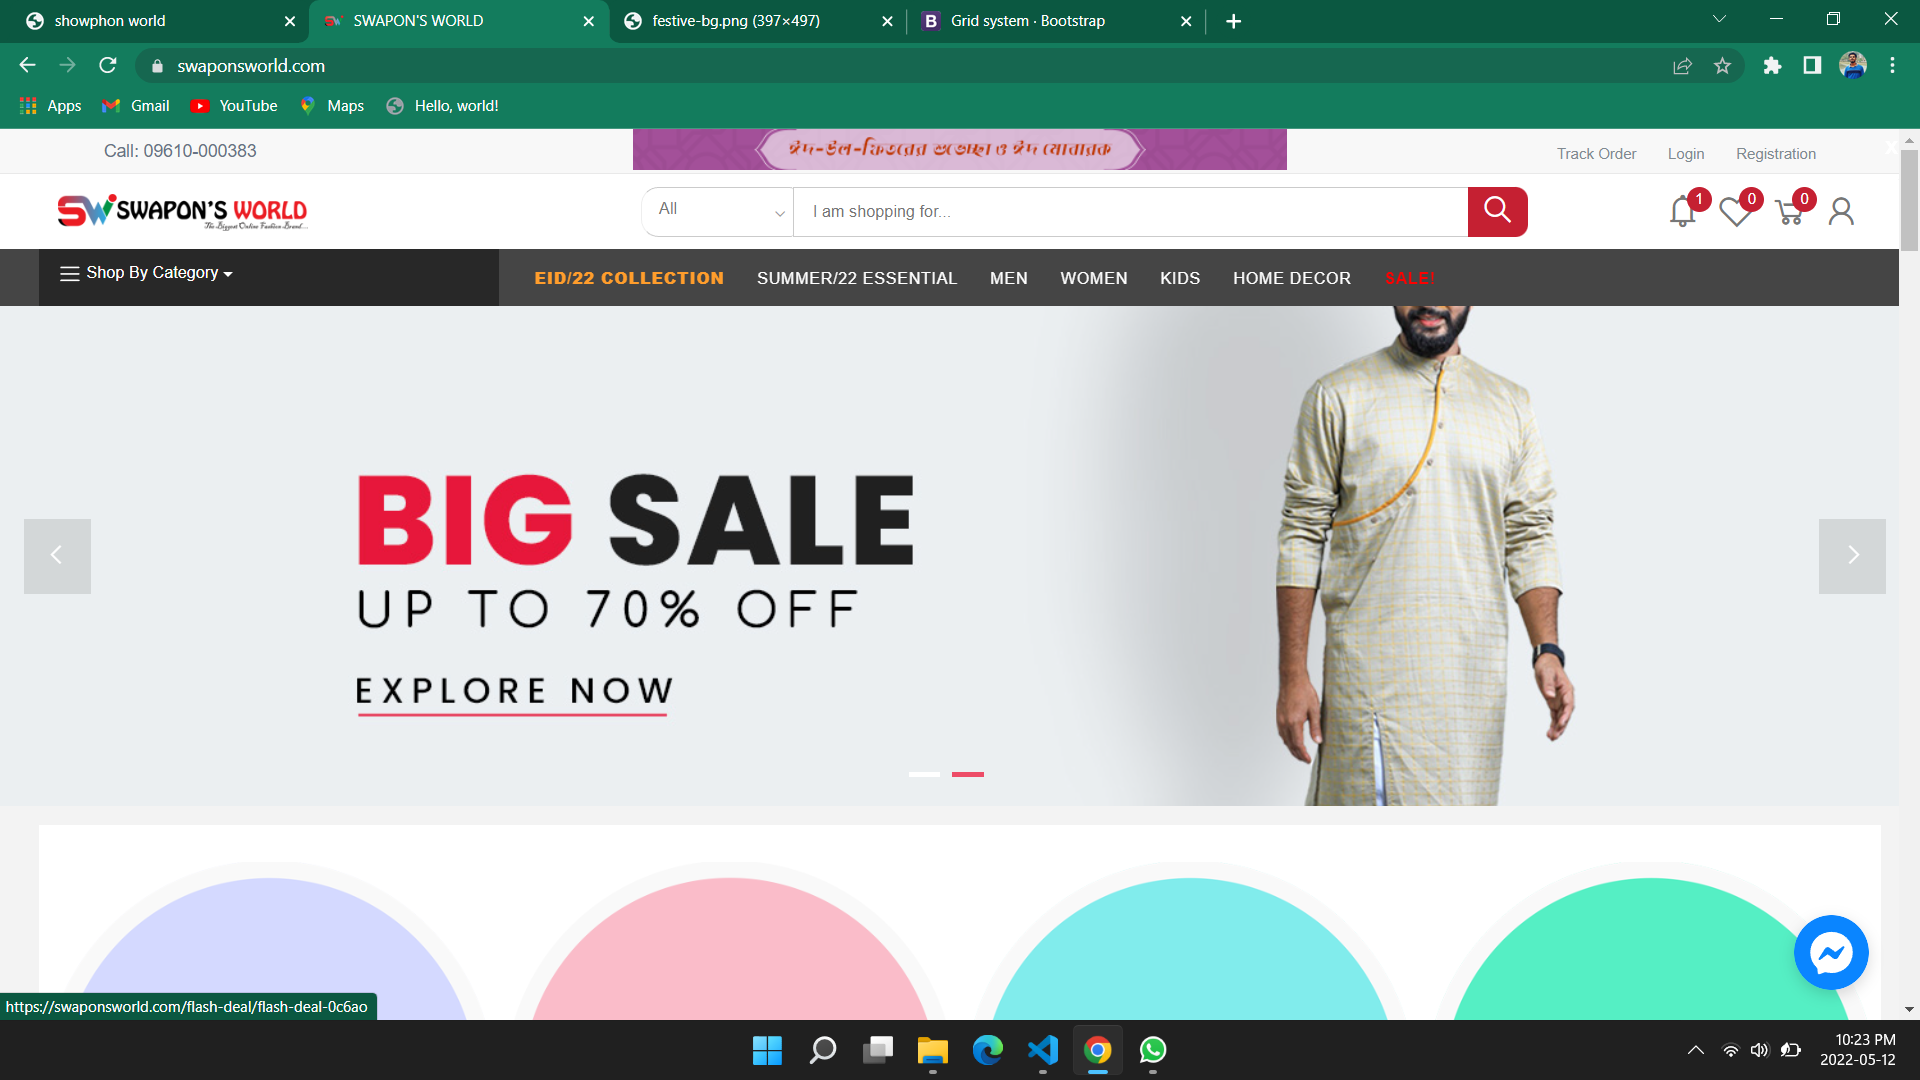 showphon world
SWAPON'S WORLD
festive-bg.png (397×497)
B
Grid system · Bootstrap
swaponsworld.com
Apps
Gmail
YouTube
Maps
Hello, world!
Call: 09610-000383
ঈদ-উল-ফিতরের শুভেচ্ছা ও ঈদ মোবারক
Track Order
Login
Registration
SW SWAPON'S WORLD
The Biggest Online Fashion Brand...
All
I am shopping for...
1
0
0
Shop By Category
EID/22 COLLECTION
SUMMER/22 ESSENTIAL
MEN
WOMEN
KIDS
HOME DECOR
SALE!
BIG SALE
UP TO 70% OFF
EXPLORE NOW
https://swaponsworld.com/flash-deal/flash-deal-0c6ao
10:23 PM
2022-05-12